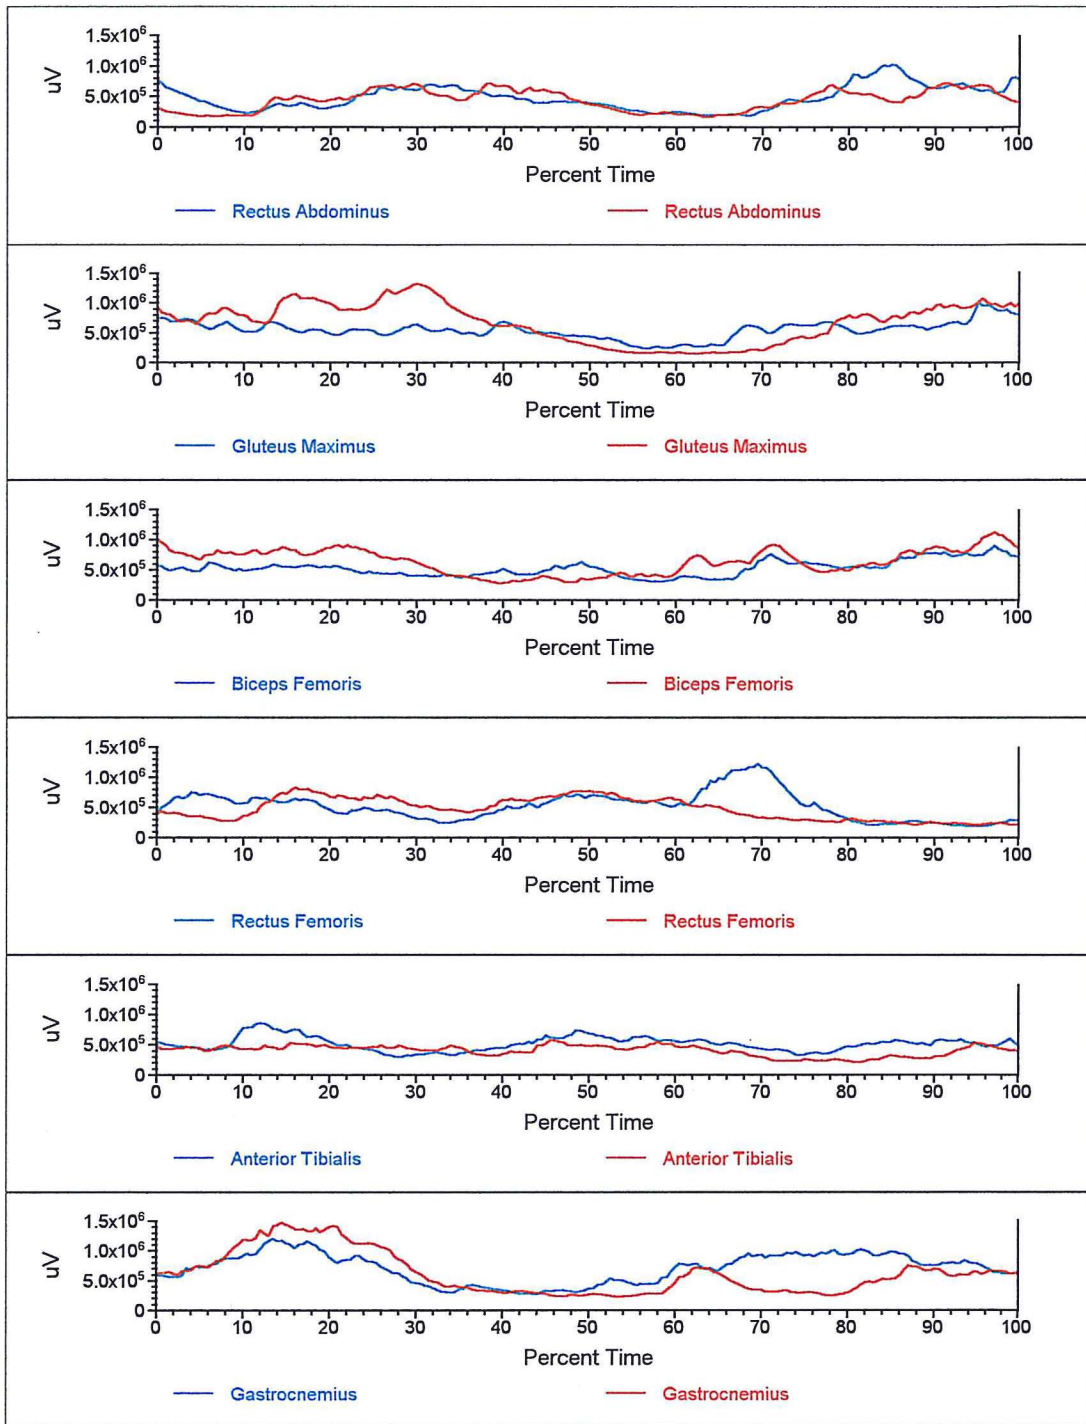 1.5x10⁶
1.0x10⁶
5.0x10⁵
0
uV
0 10 20 30 40 50 60 70 80 90 100
Percent Time
Rectus Abdominus Rectus Abdominus
1.5x10⁶
1.0x10⁶
5.0x10⁵
0
uV
0 10 20 30 40 50 60 70 80 90 100
Percent Time
Gluteus Maximus Gluteus Maximus
1.5x10⁶
1.0x10⁶
5.0x10⁵
0
uV
0 10 20 30 40 50 60 70 80 90 100
Percent Time
Biceps Femoris Biceps Femoris
1.5x10⁶
1.0x10⁶
5.0x10⁵
0
uV
0 10 20 30 40 50 60 70 80 90 100
Percent Time
Rectus Femoris Rectus Femoris
1.5x10⁶
1.0x10⁶
5.0x10⁵
0
uV
0 10 20 30 40 50 60 70 80 90 100
Percent Time
Anterior Tibialis Anterior Tibialis
1.5x10⁶
1.0x10⁶
5.0x10⁵
0
uV
0 10 20 30 40 50 60 70 80 90 100
Percent Time
Gastrocnemius Gastrocnemius